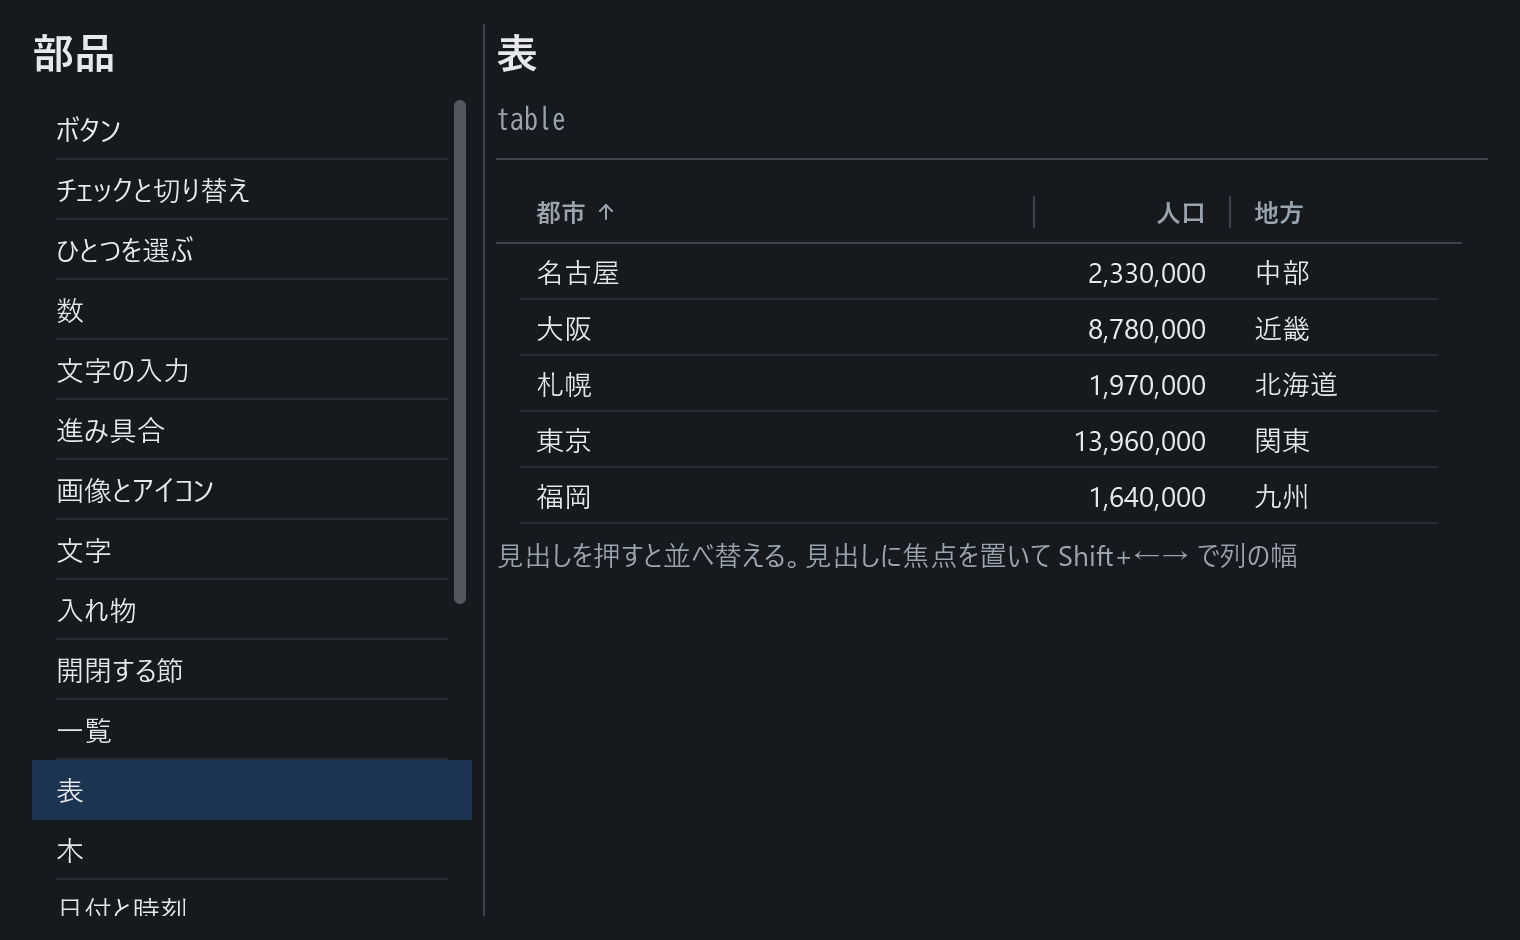 部品
ボタン
チェックと切り替え
ひとつを選ぶ
数
文字の入力
進み具合
画像とアイコン
文字
入れ物
開閉する節
一覧
表
木
日付と時刻
表
table
都市 ↑ 人口 地方
名古屋 2,330,000 中部
大阪 8,780,000 近畿
札幌 1,970,000 北海道
東京 13,960,000 関東
福岡 1,640,000 九州
見出しを押すと並べ替える。見出しに焦点を置いて Shift+←→ で列の幅